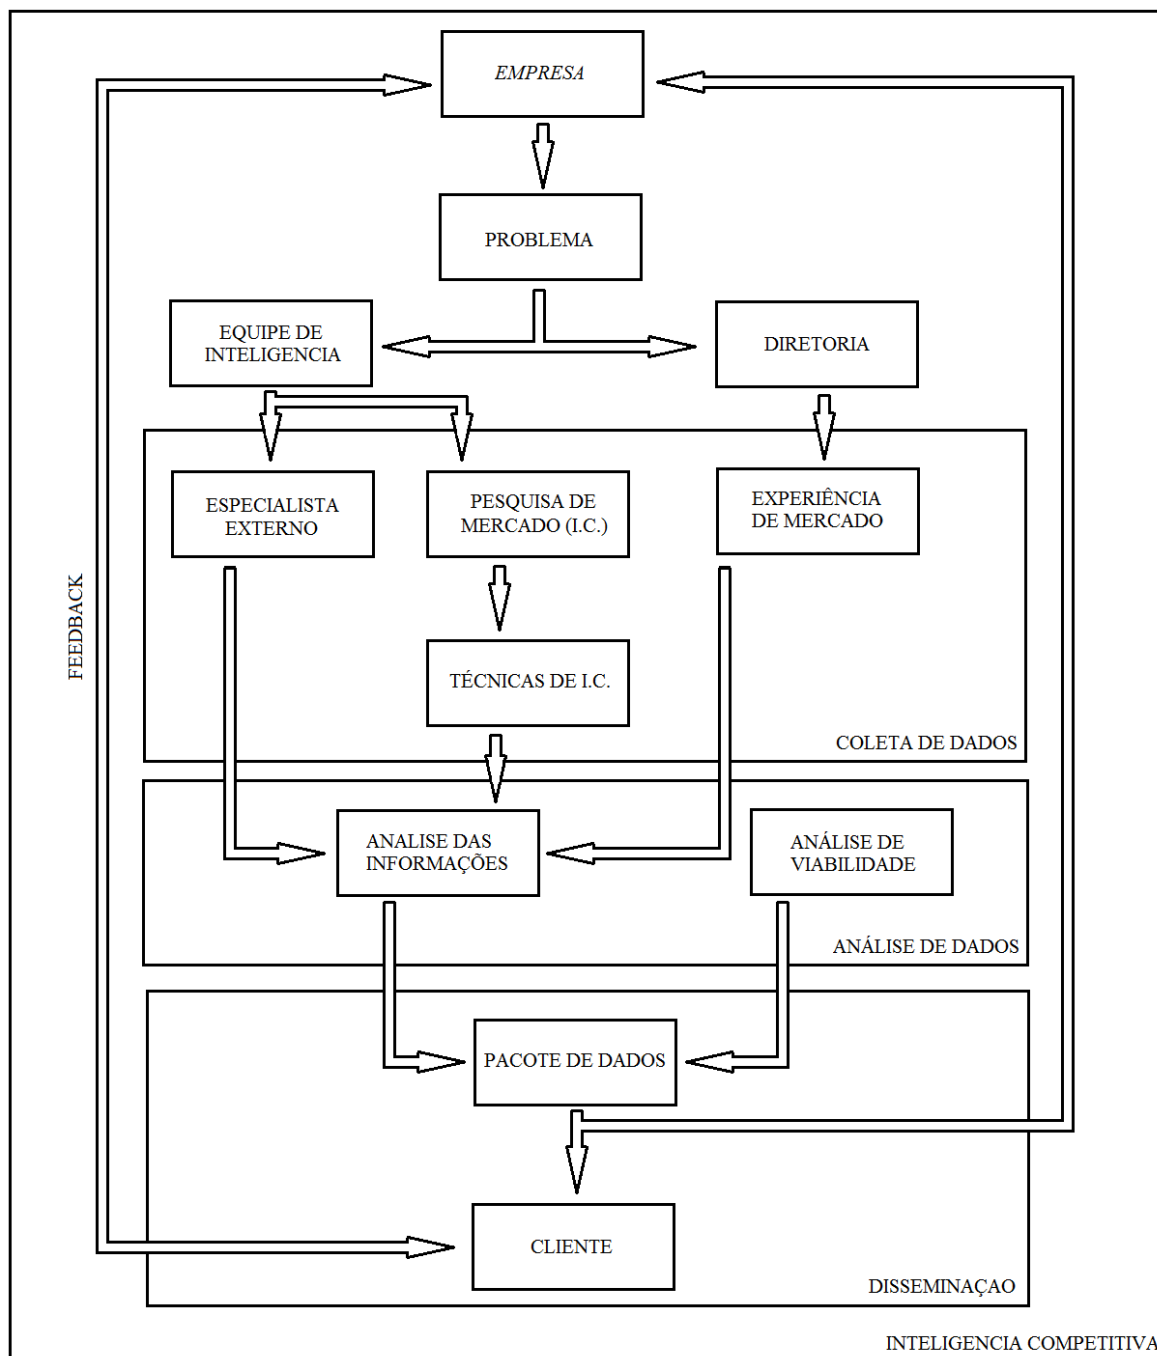 EMPRESA
PROBLEMA
EQUIPE DE
INTELIGENCIA
DIRETORIA
ESPECIALISTA
EXTERNO
PESQUISA DE
MERCADO (I.C.)
EXPERIÊNCIA
DE MERCADO
FEEDBACK
TÉCNICAS DE I.C.
COLETA DE DADOS
ANALISE DAS
INFORMAÇÕES
ANÁLISE DE
VIABILIDADE
ANÁLISE DE DADOS
PACOTE DE DADOS
CLIENTE
DISSEMINAÇAO
INTELIGENCIA COMPETITIVA